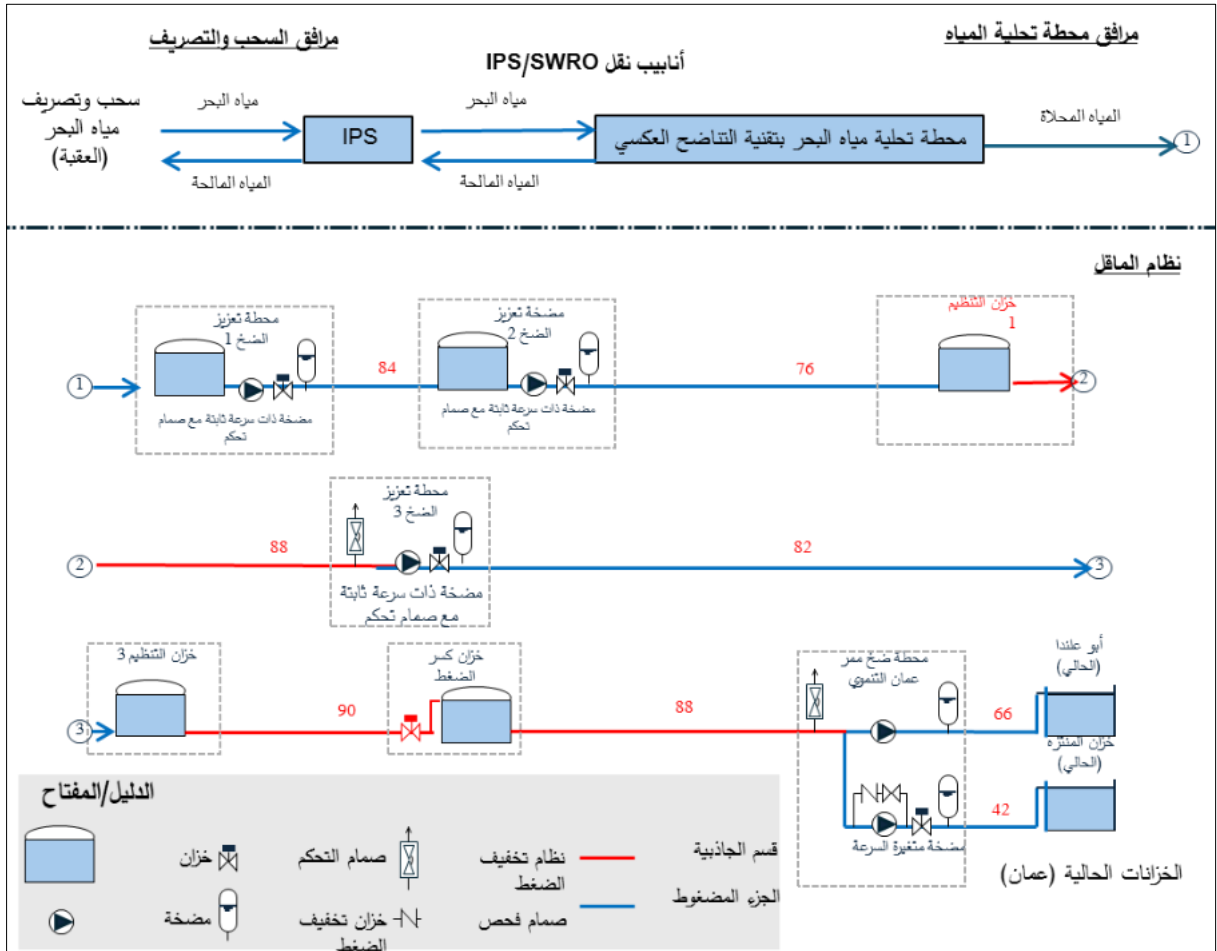 مرافق محطة تحلية المياه
مرافق السحب والتصريف
أنابيب نقل IPS/SWRO
سحب وتصريف
مياه البحر
(العقبة)
مياه البحر
المياه المالحة
IPS
مياه البحر
المياه المالحة
محطة تحلية مياه البحر بتقنية التناضح العكسي
المياه المحلاة
1
نظام الماقل
1
محطة تعزيز
الضخ 1
مضخة ذات سرعة ثابتة مع صمام
تحكم
84
مضخة تعزيز
الضخ 2
مضخة ذات سرعة ثابتة مع صمام
تحكم
76
خزان التنظيم
1
2
2
88
محطة تعزيز
الضخ 3
مضخة ذات سرعة ثابتة
مع صمام تحكم
82
3
3
خزان التنظيم 3
90
خزان كسر
الضغط
88
محطة ضخ ممر
عمان التنموي
66
أبو علندا
(الحالي)
خزان المنتزه
(الحالي)
42
مضخة متغيرة السرعة
الخزانات الحالية (عمان)
الدليل/المفتاح
خزان
صمام التحكم
نظام تخفيف
الضغط
قسم الجاذبية
مضخة
خزان تخفيف
الضغط
صمام فحص
الجزء المضغوط